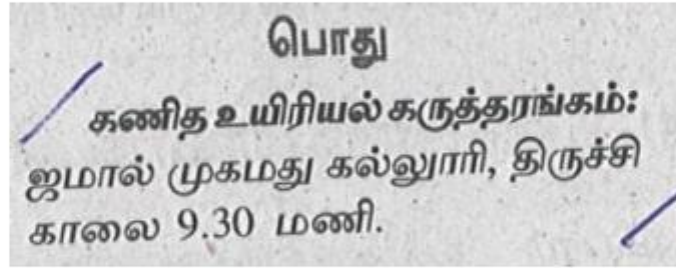 பொது
கணித உயிரியல் கருத்தரங்கம்:
ஜமால் முகமது கல்லூரி, திருச்சி
காலை 9.30 மணி.